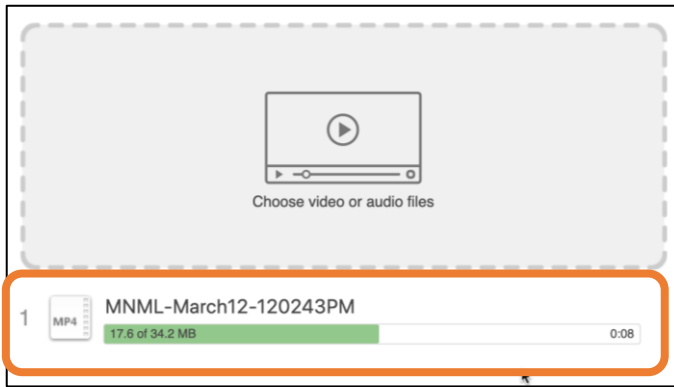 Choose video or audio files
1 MP4 MNML-March12-120243PM
17.6 of 34.2 MB 0:08